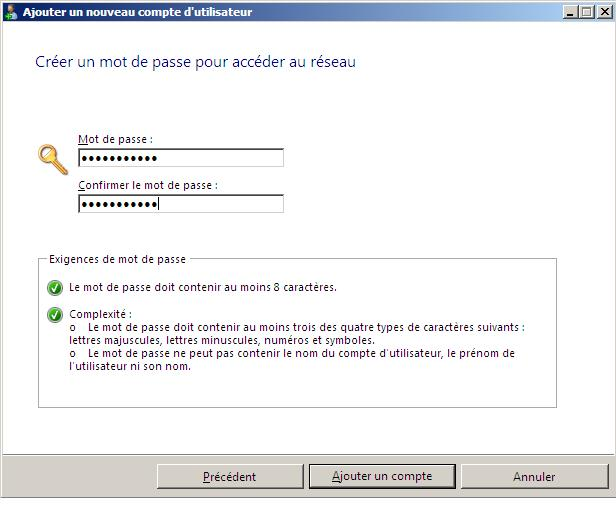 Ajouter un nouveau compte d'utilisateur
Créer un mot de passe pour accéder au réseau
Mot de passe :
•••••••••••
Confirmer le mot de passe :
•••••••••••
Exigences de mot de passe
Le mot de passe doit contenir au moins 8 caractères.
Complexité :
o Le mot de passe doit contenir au moins trois des quatre types de caractères suivants :
lettres majuscules, lettres minuscules, numéros et symboles.
o Le mot de passe ne peut pas contenir le nom du compte d'utilisateur, le prénom de
l'utilisateur ni son nom.
Précédent
Ajouter un compte
Annuler